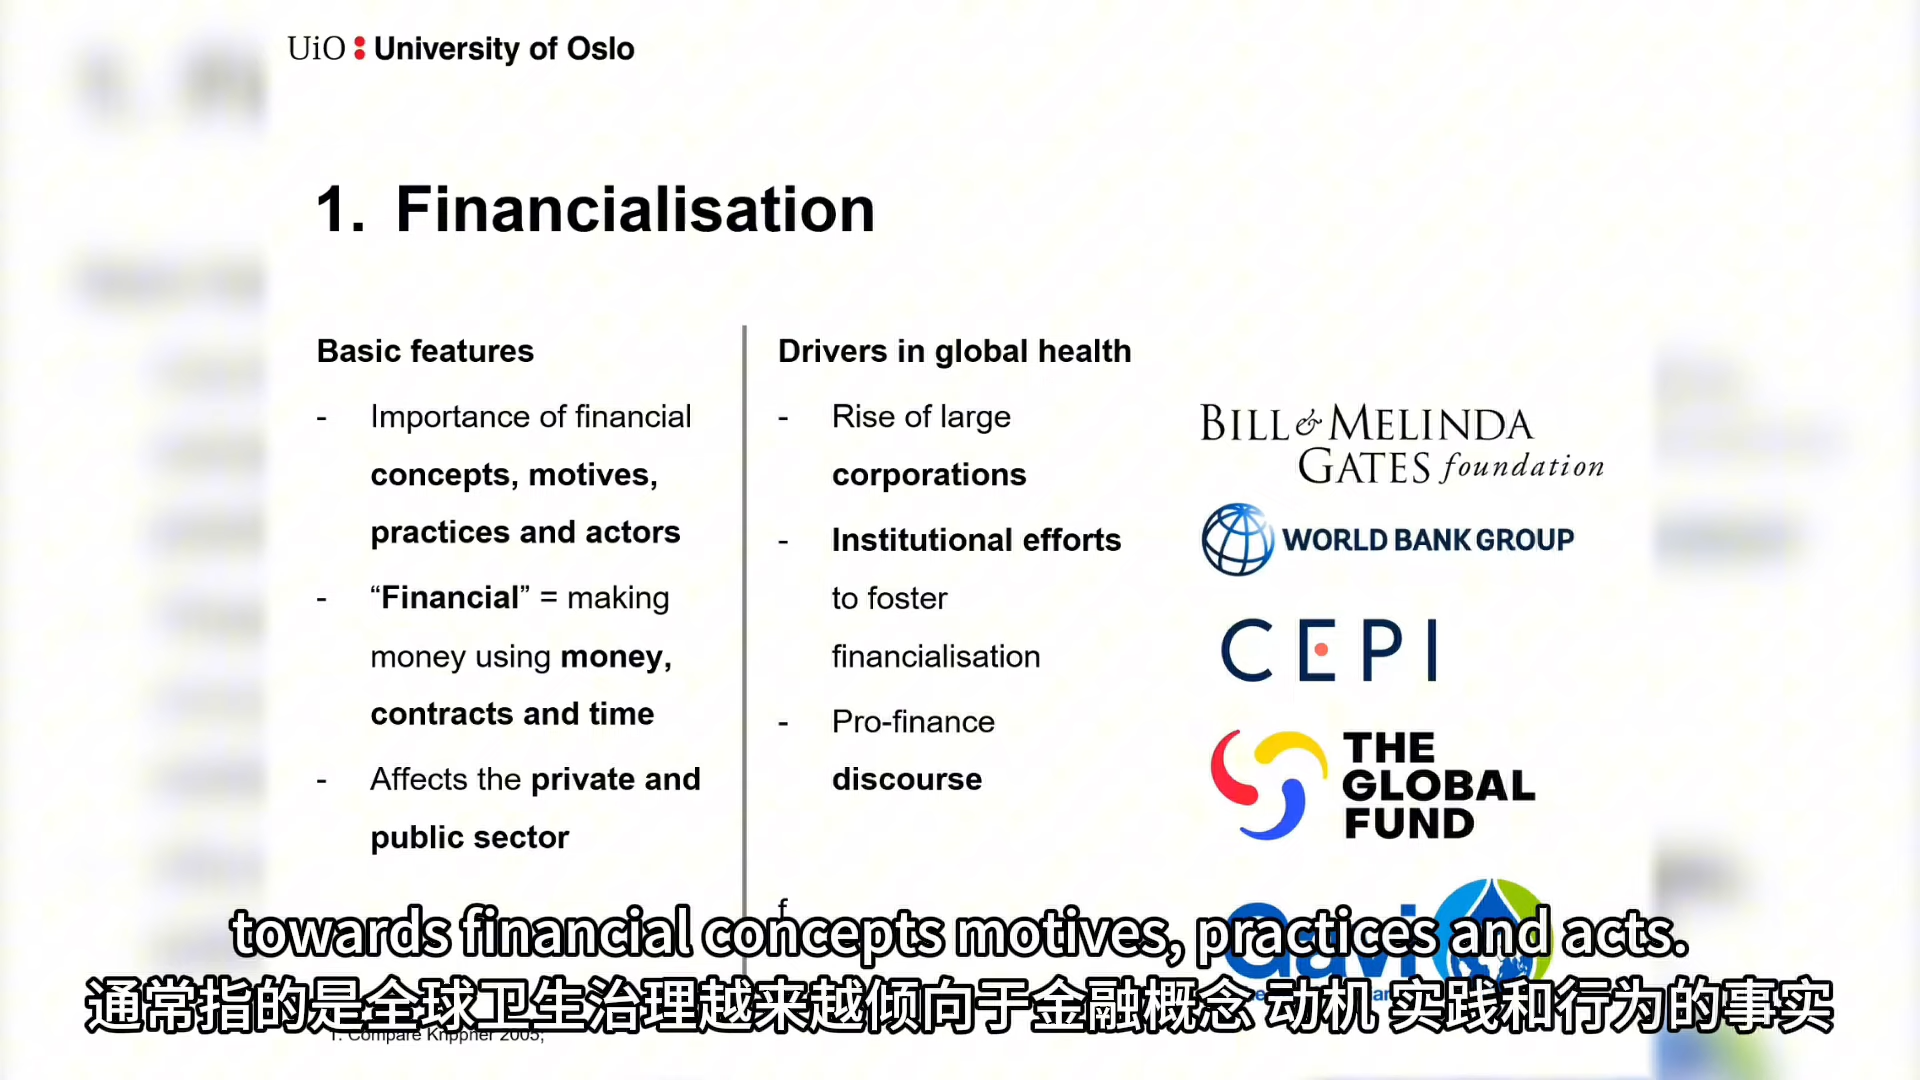 UiO : University of Oslo
1. Financialisation
Basic features
- Importance of financial
concepts, motives,
practices and actors
- “Financial” = making
money using money,
contracts and time
- Affects the private and
public sector
Drivers in global health
- Rise of large
corporations
- Institutional efforts
to foster
financialisation
- Pro-finance
discourse
f
BILL & MELINDA
GATES foundation
WORLD BANK GROUP
CEPI
THE
GLOBAL
FUND
Gavi
towards financial concepts motives, practices and acts.
通常指的是全球卫生治理越来越倾向于金融概念 动机 实践和行为的事实
1. Compare Krippner 2005;